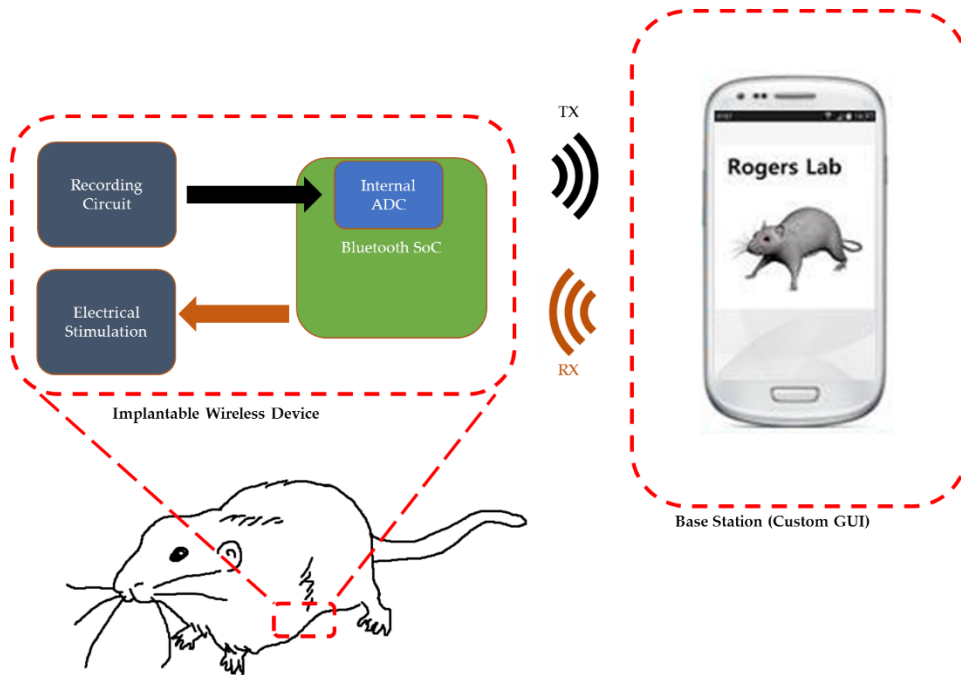 TX
Recording
Circuit
Internal
ADC
Bluetooth SoC
Electrical
Stimulation
RX
Implantable Wireless Device
Rogers Lab
Base Station (Custom GUI)